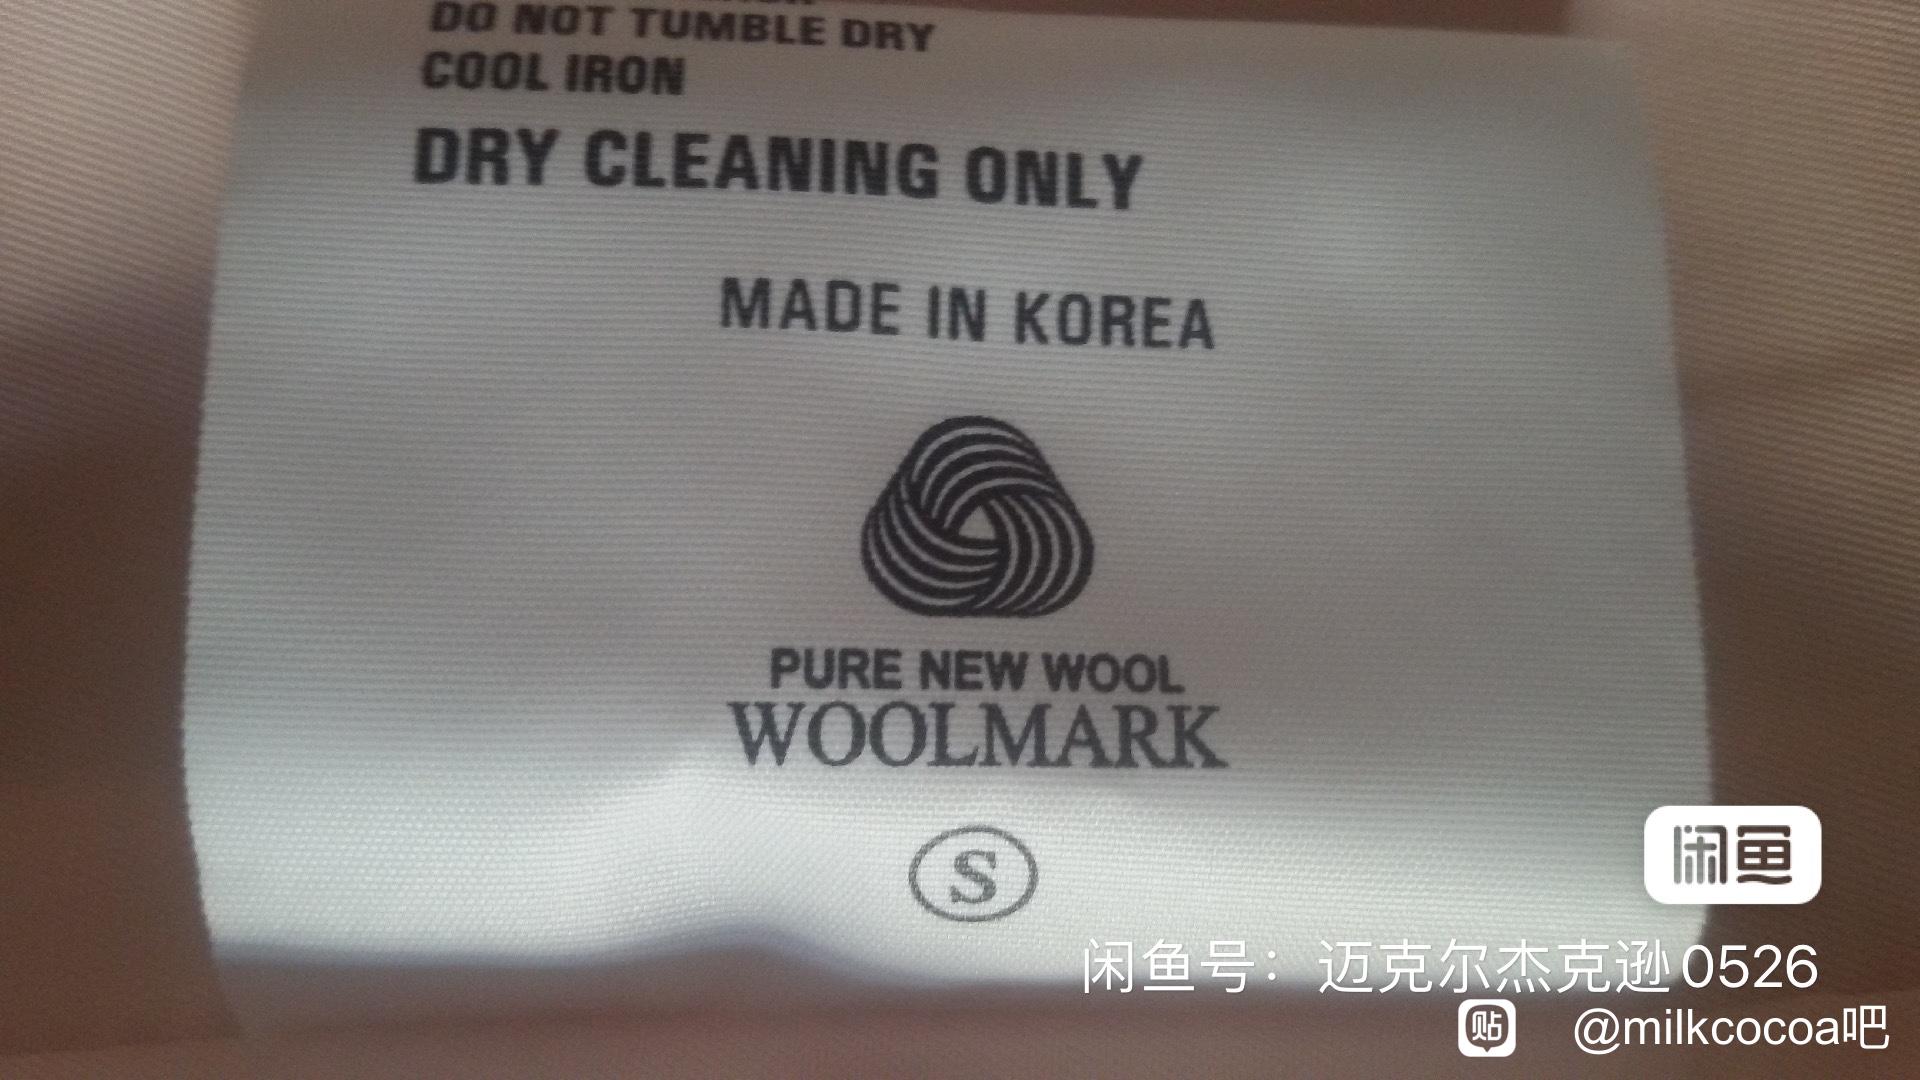 DO NOT TUMBLE DRY
COOL IRON
DRY CLEANING ONLY
MADE IN KOREA
PURE NEW WOOL
WOOLMARK
S
闲鱼
闲鱼号：迈克尔杰克逊0526
贴 @milkcocoa吧